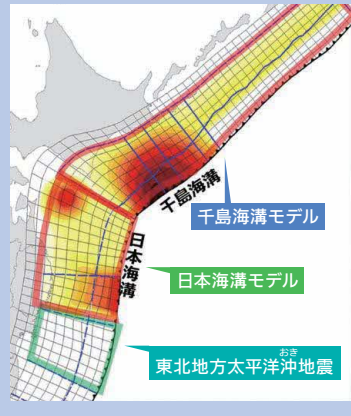 千島海溝
千島海溝モデル
日本海溝
日本海溝モデル
おき
東北地方太平洋沖地震